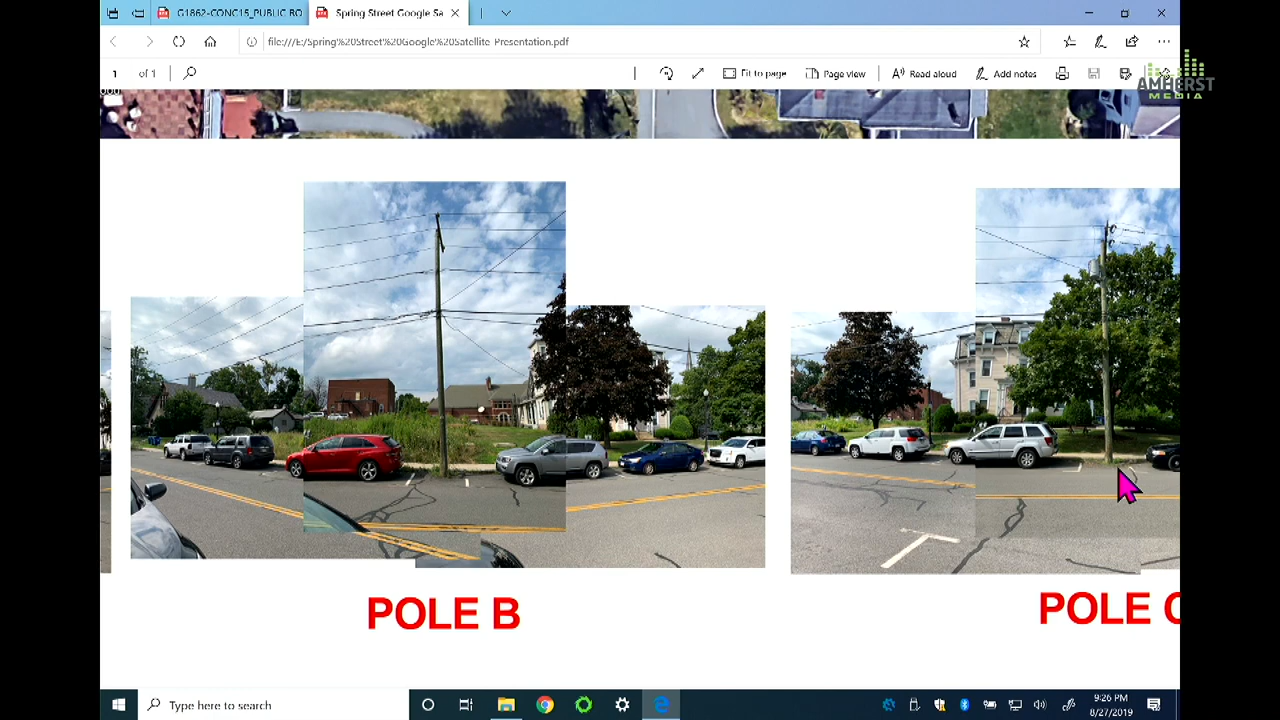 G1862-CONC15_PUBLIC RO
Spring Street Google Sa
file:///E:/Spring%20Street%20Google%20Satellite Presentation.pdf
1 of 1
Fit to page
Page view
Read aloud
Add notes
AMHERST
MEDIA
POLE B
POLE C
Type here to search
9:26 PM
8/27/2019